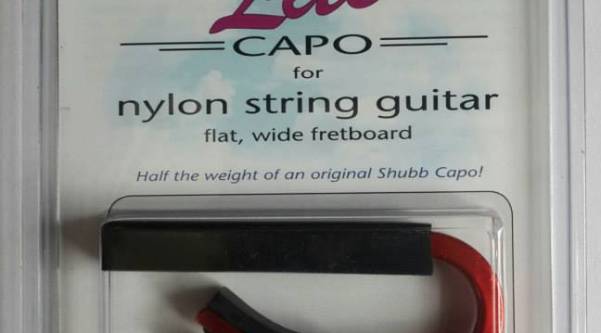 CAPO
for
nylon string guitar
flat, wide fretboard
Half the weight of an original Shubb Capo!